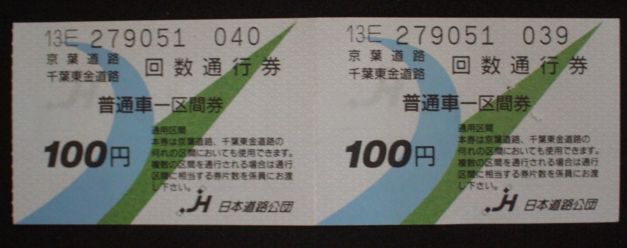 13E 279051 040
京葉道路
千葉東金道路
回数通行券
普通車一区間券
100円
通用区間
本券は京葉道路、千葉東金道路の
何れの区間においても使用できます。
複数の区間を通行される場合は通行
区間に相当する券片数を係員にお渡
し下さい。
JH 日本道路公団
13E 279051 039
京葉道路
千葉東金道路
回数通行券
普通車一区間券
100円
通用区間
本券は京葉道路、千葉東金道路の
何れの区間においても使用できます。
複数の区間を通行される場合は通行
区間に相当する券片数を係員にお渡
し下さい。
JH 日本道路公団